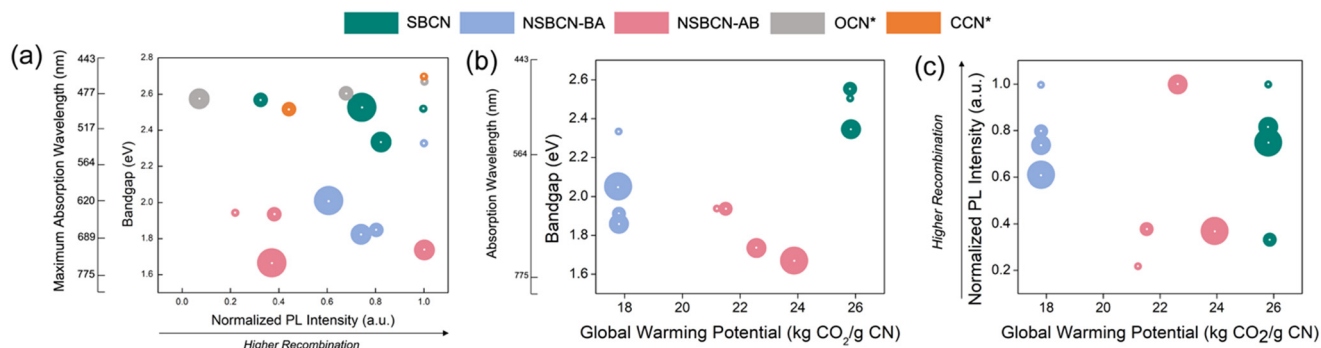 SBCN NSBCN-BA NSBCN-AB OCN* CCN*
(a)
Maximum Absorption Wavelength (nm)
443
477
517
564
620
689
775
Bandgap (eV)
2.8
2.6
2.4
2.2
2.0
1.8
1.6
0.0 0.2 0.4 0.6 0.8 1.0
Normalized PL Intensity (a.u.)
Higher Recombination
(b)
Absorption Wavelength (nm)
443
564
775
Bandgap (eV)
2.6
2.4
2.2
2.0
1.8
1.6
18 20 22 24 26
Global Warming Potential (kg CO₂/g CN)
(c)
Higher Recombination
Normalized PL Intensity (a.u.)
1.0
0.8
0.6
0.4
0.2
18 20 22 24 26
Global Warming Potential (kg CO₂/g CN)